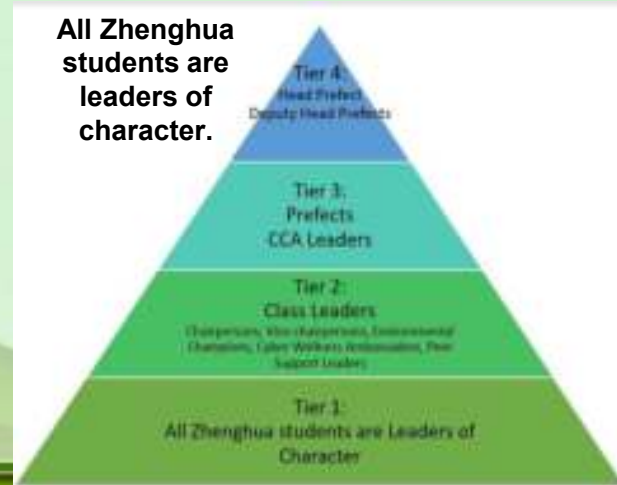 All Zhenghua
students are
leaders of
character.
Tier 4:
Head Prefect
Deputy Head Prefects
Tier 3:
Prefects
CCA Leaders
Tier 2:
Class Leaders
Chairpersons, Vice-chairpersons, Environmental
Champions, Cyber Wellness Ambassadors, Peer
Support Leaders
Tier 1:
All Zhenghua students are Leaders of
Character